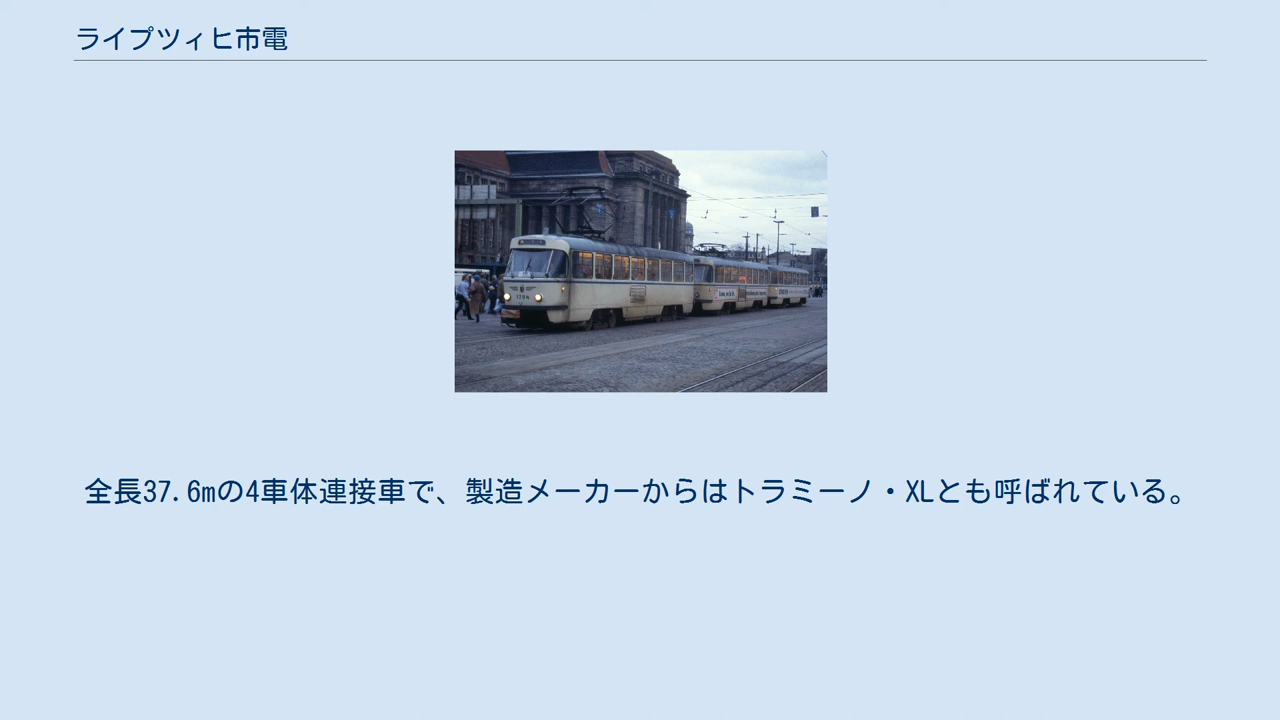 ライプツィヒ市電
全長37.6mの4車体連接車で、製造メーカーからはトラミーノ・XLとも呼ばれている。